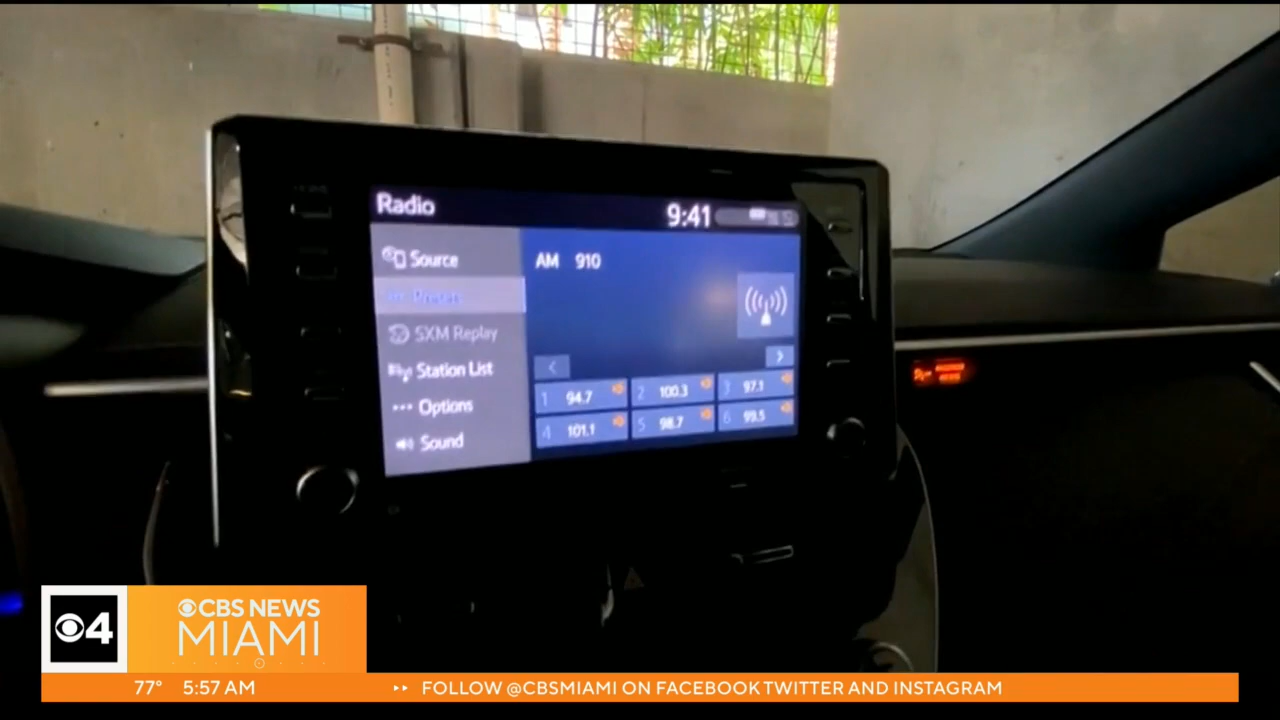 Radio
9:41
Source
AM 910
Presets
SXM Replay
Station List
1 94.7
2 100.3
3 97.1
Options
4 101.1
5 98.7
6 99.5
Sound
4
CBS NEWS
MIAMI
77° 5:57 AM
FOLLOW @CBSMIAMI ON FACEBOOK TWITTER AND INSTAGRAM